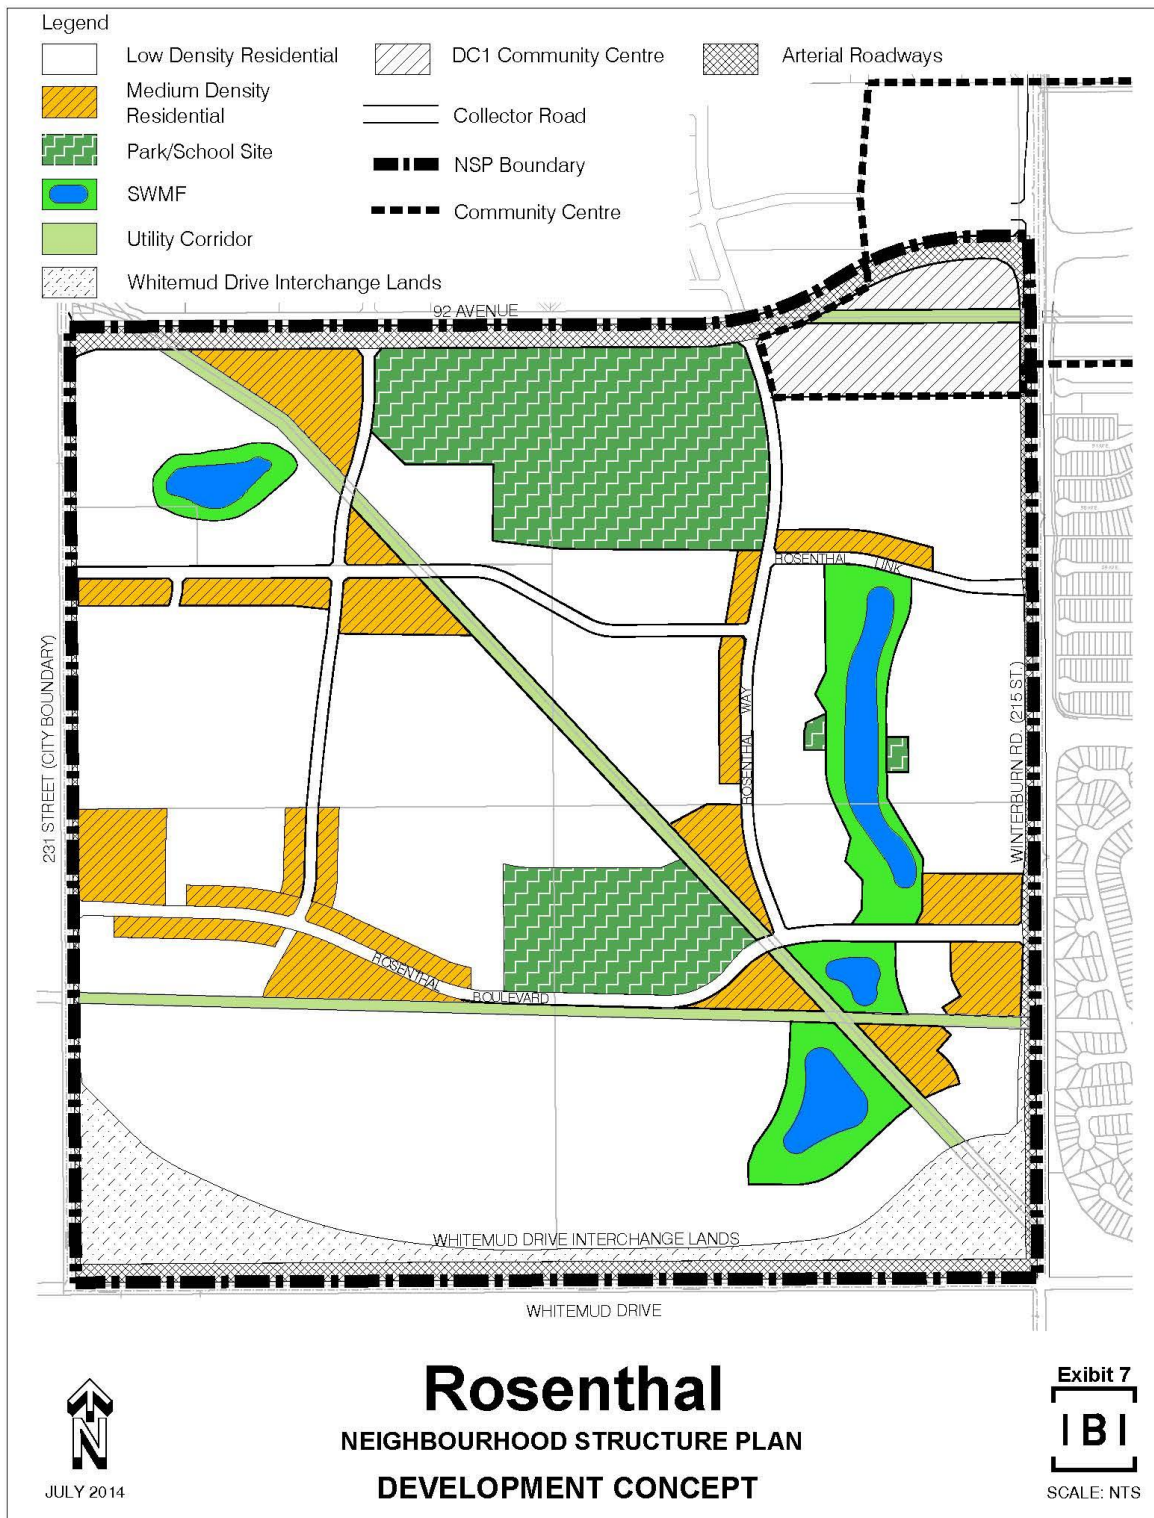 Legend
Low Density Residential
DC1 Community Centre
Arterial Roadways
Medium Density
Residential
Collector Road
Park/School Site
NSP Boundary
SWMF
Community Centre
Utility Corridor
Whitemud Drive Interchange Lands
92 AVENUE
ROSENTHAL LINK
231 STREET (CITY BOUNDARY)
ROSENTHAL WAY
WINTERBURN RD. (215 ST.)
ROSENTHAL BOULEVARD
WHITEMUD DRIVE INTERCHANGE LANDS
WHITEMUD DRIVE
Rosenthal
NEIGHBOURHOOD STRUCTURE PLAN
DEVELOPMENT CONCEPT
N
JULY 2014
Exibit 7
IBI
SCALE: NTS